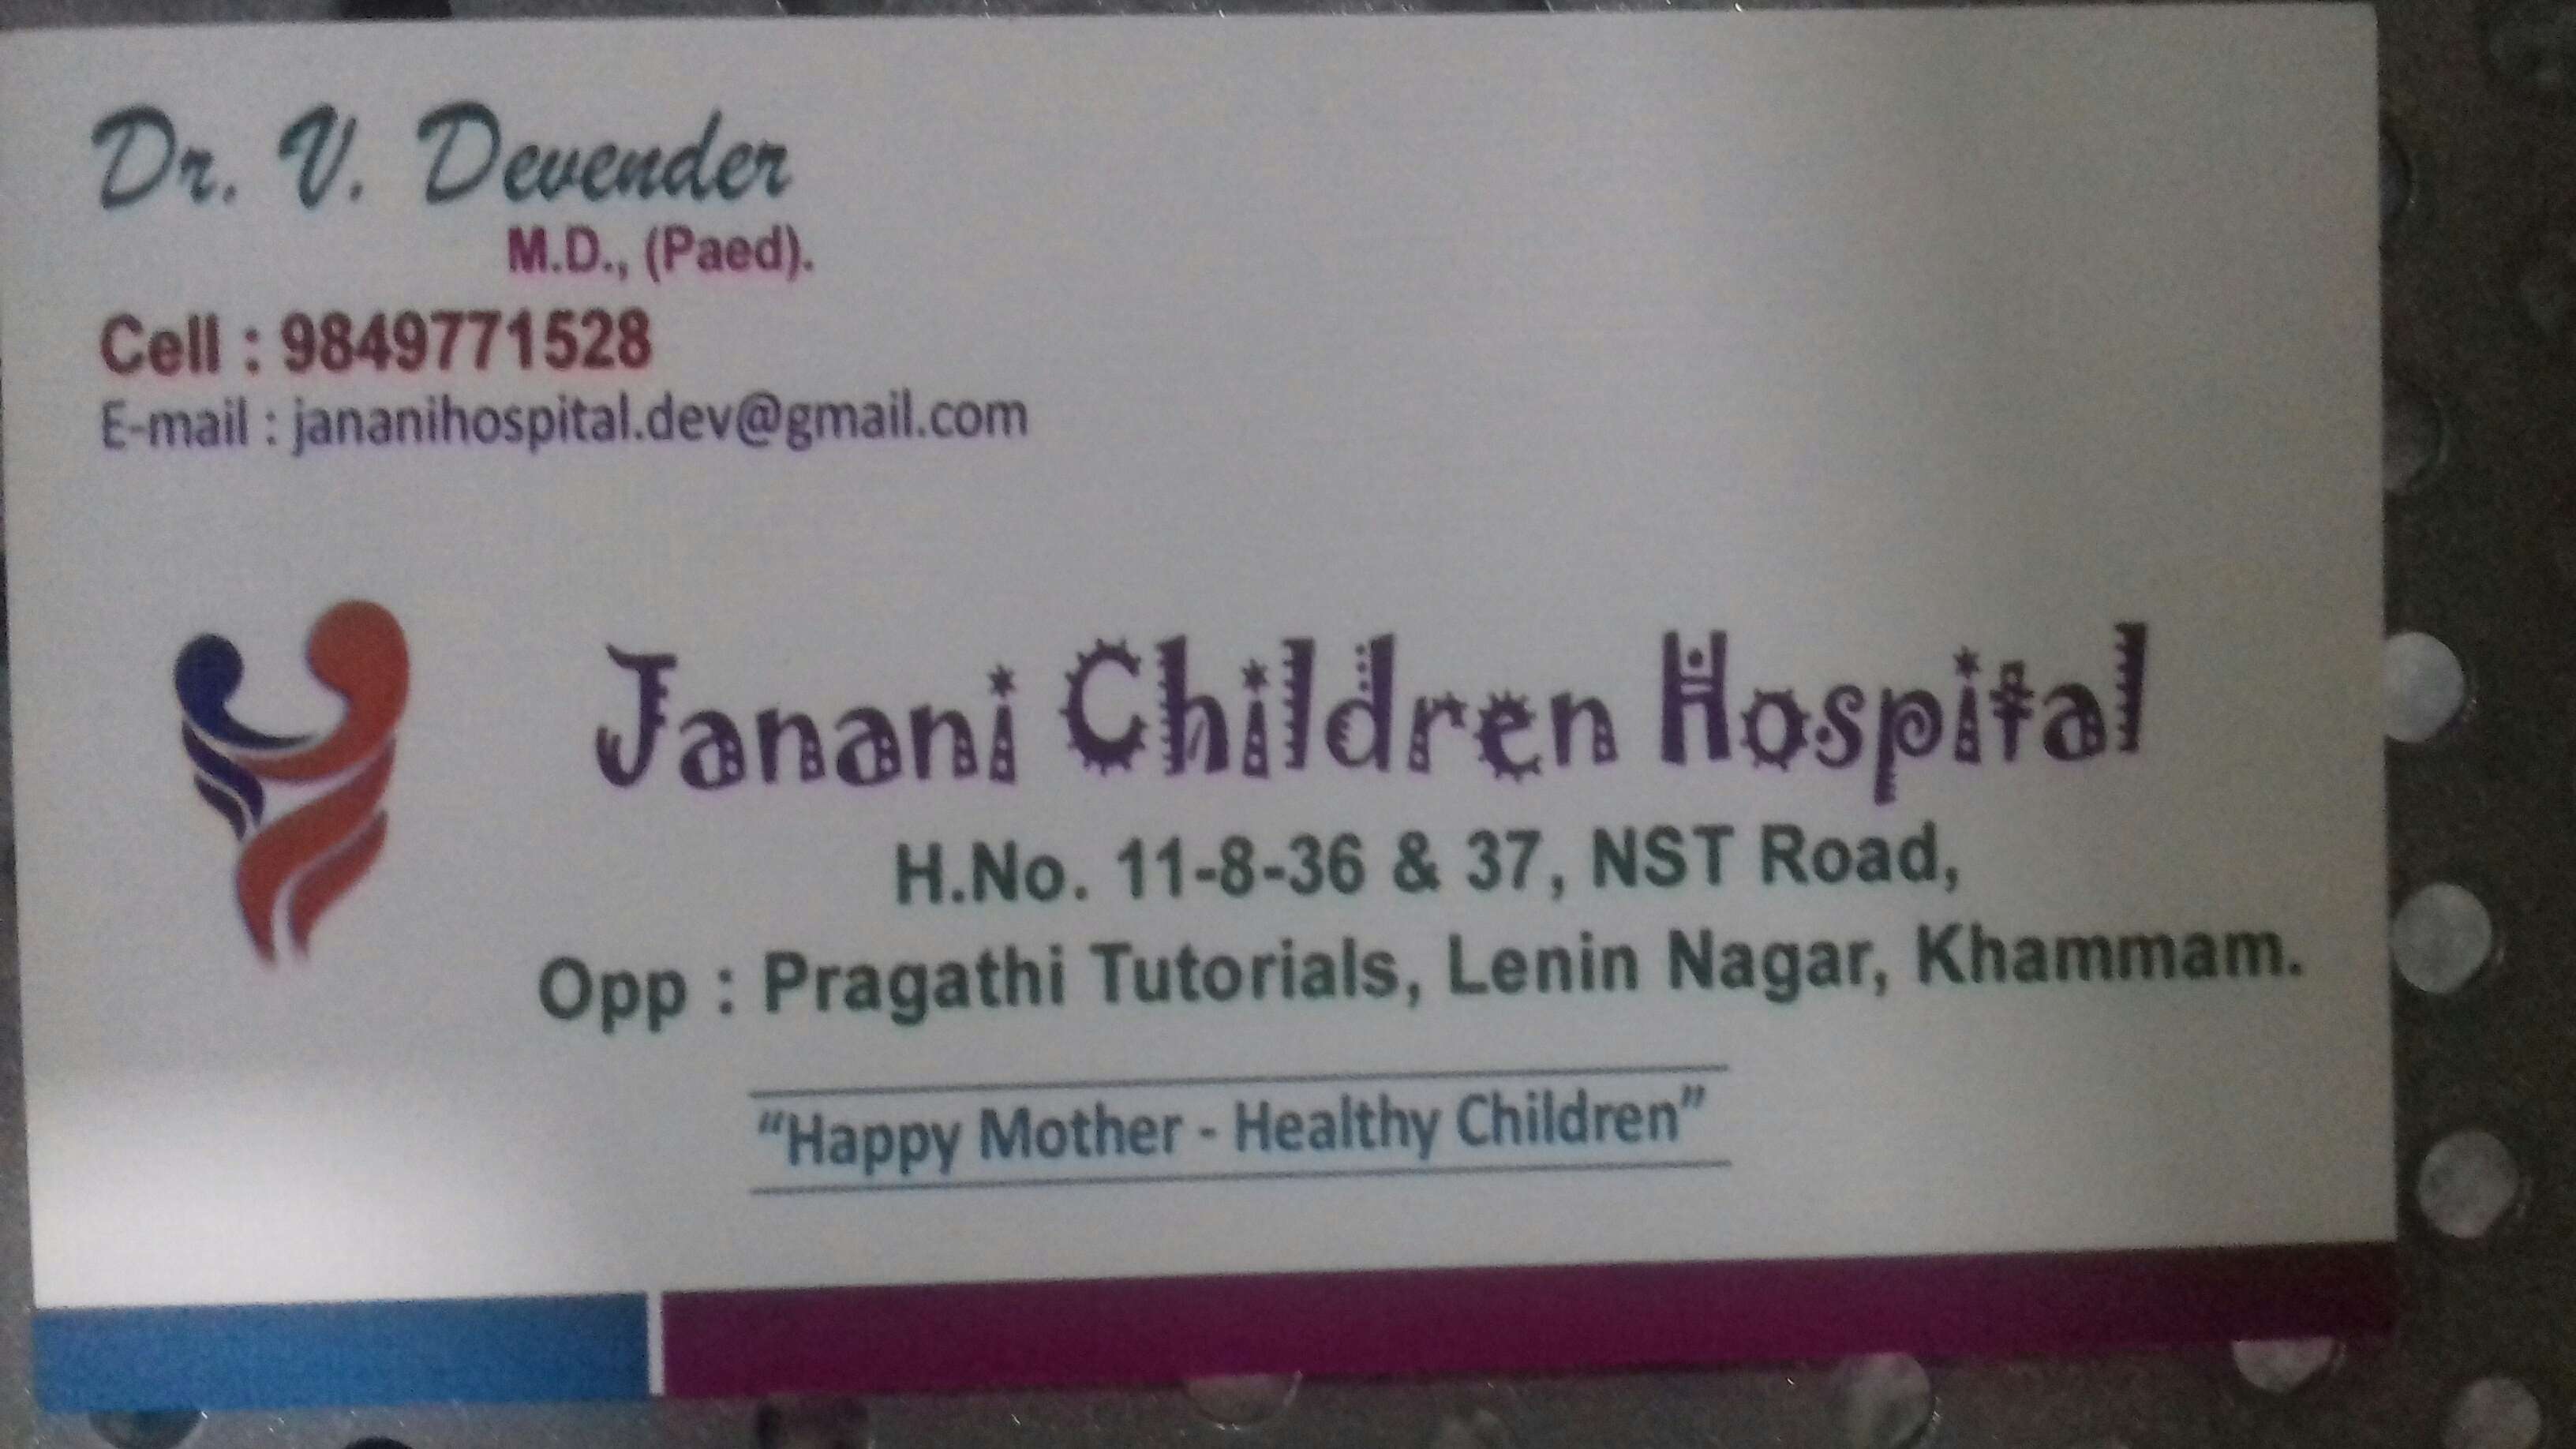 Dr. V. Devender
M.D., (Paed).
Cell : 9849771528
E-mail : jananihospital.dev@gmail.com
Janani Children Hospital
H.No. 11-8-36 & 37, NST Road,
Opp : Pragathi Tutorials, Lenin Nagar, Khammam.
“Happy Mother - Healthy Children”